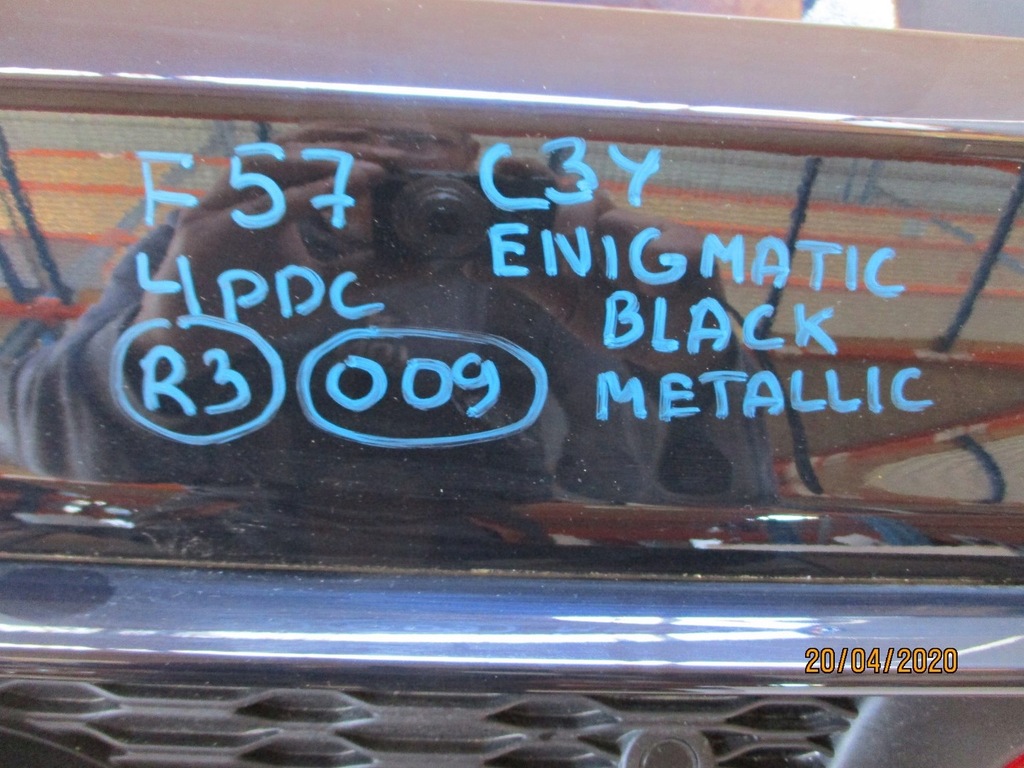 F57 C3Y
ENIGMATIC
4PDC
BLACK
R3 009
METALLIC
20/04/2020